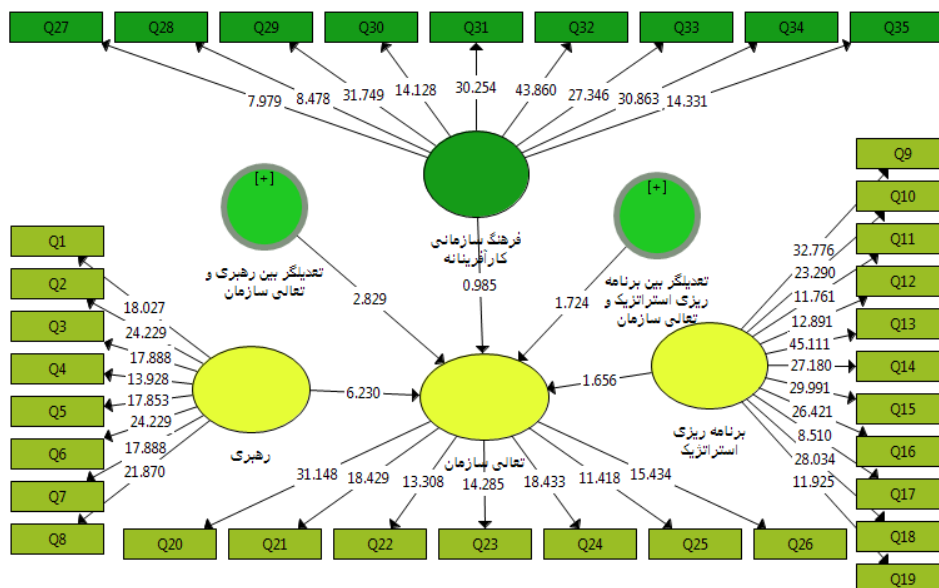 Q27
Q28
Q29
Q30
Q31
Q32
Q33
Q34
Q35
7.979
8.478
31.749
14.128
30.254
43.860
27.346
30.863
14.331
[+]
[+]
فرهنگ سازمانی
کارآفرینانه
تعدیلگر بین رهبری و
تعالی سازمان
تعدیلگر بین برنامه
ریزی استراتژیک و
تعالی سازمان
2.829
0.985
1.724
Q1
Q2
Q3
Q4
Q5
Q6
Q7
Q8
18.027
24.229
17.888
13.928
17.853
24.229
17.888
21.870
رهبری
6.230
تعالی سازمان
1.656
برنامه ریزی
استراتژیک
Q9
Q10
Q11
Q12
Q13
Q14
Q15
Q16
Q17
Q18
Q19
32.776
23.290
11.761
12.891
45.111
27.180
29.991
26.421
8.510
28.034
11.925
31.148
18.429
13.308
14.285
18.433
11.418
15.434
Q20
Q21
Q22
Q23
Q24
Q25
Q26